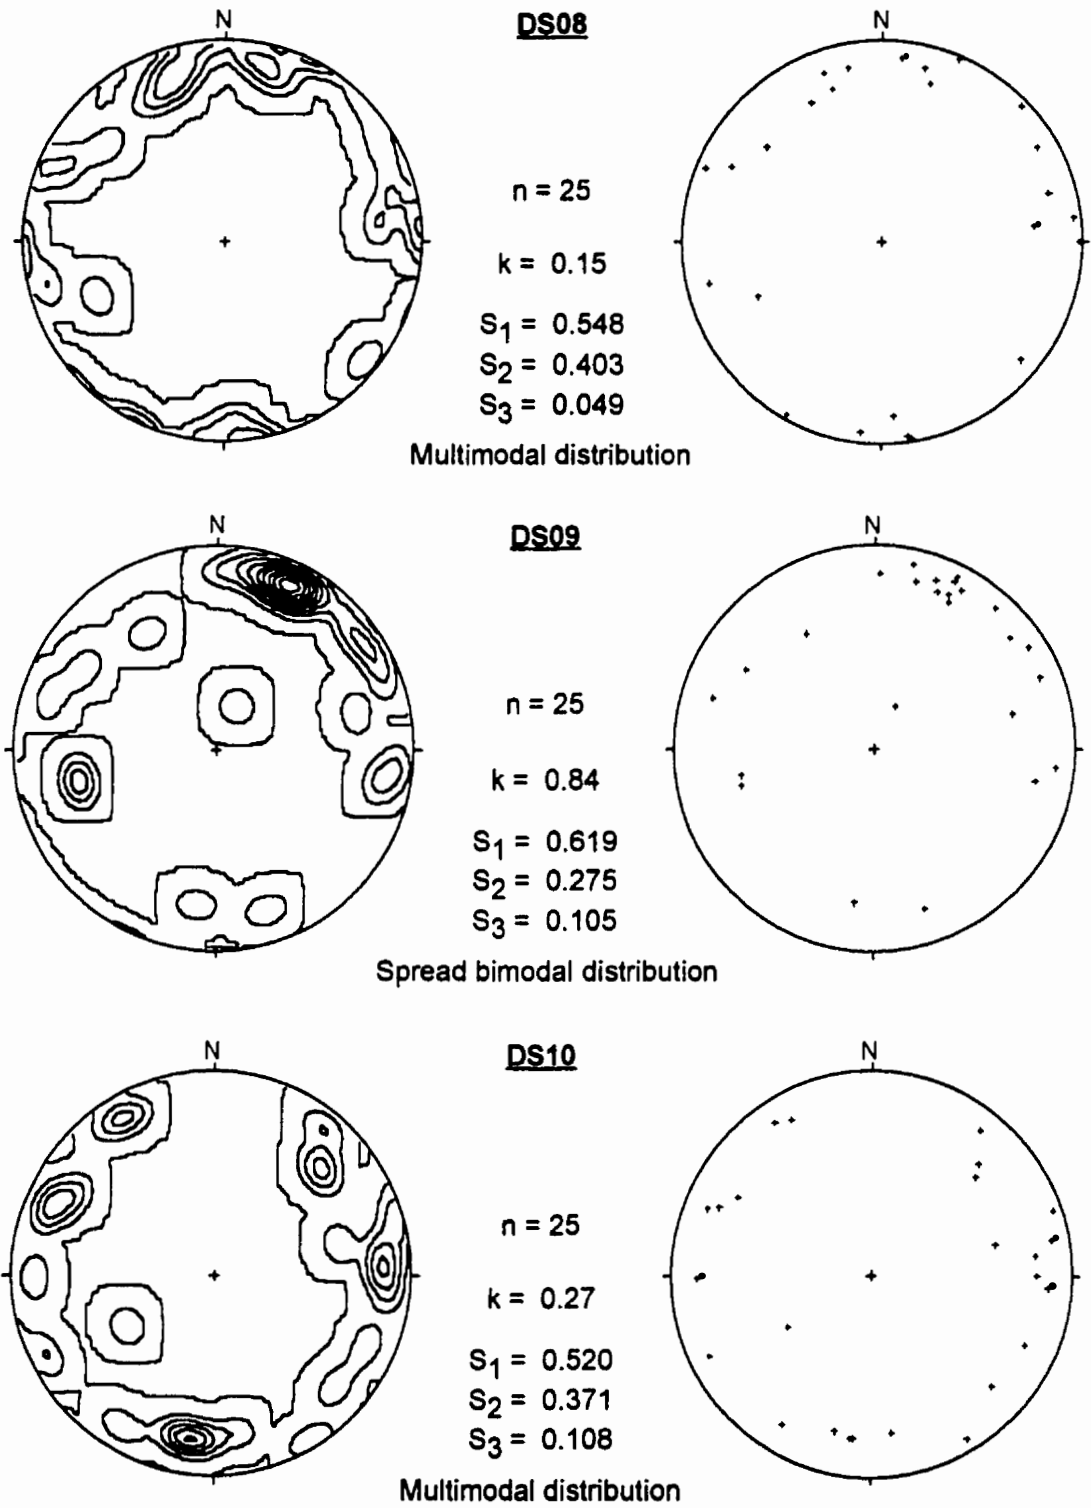 DS08
N
N
n = 25
k = 0.15
S1 = 0.548
S2 = 0.403
S3 = 0.049
Multimodal distribution
DS09
N
N
n = 25
k = 0.84
S1 = 0.619
S2 = 0.275
S3 = 0.105
Spread bimodal distribution
DS10
N
N
n = 25
k = 0.27
S1 = 0.520
S2 = 0.371
S3 = 0.108
Multimodal distribution